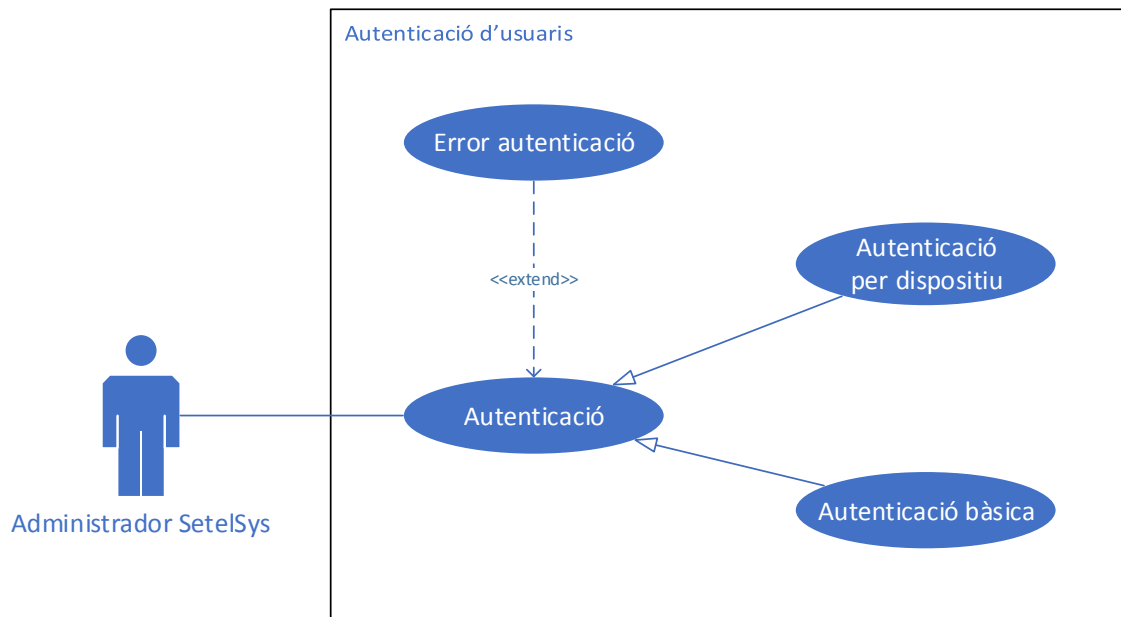 Autenticació d’usuaris
Error autenticació
Autenticació
per dispositiu
<<extend>>
Autenticació
Autenticació bàsica
Administrador SetelSys